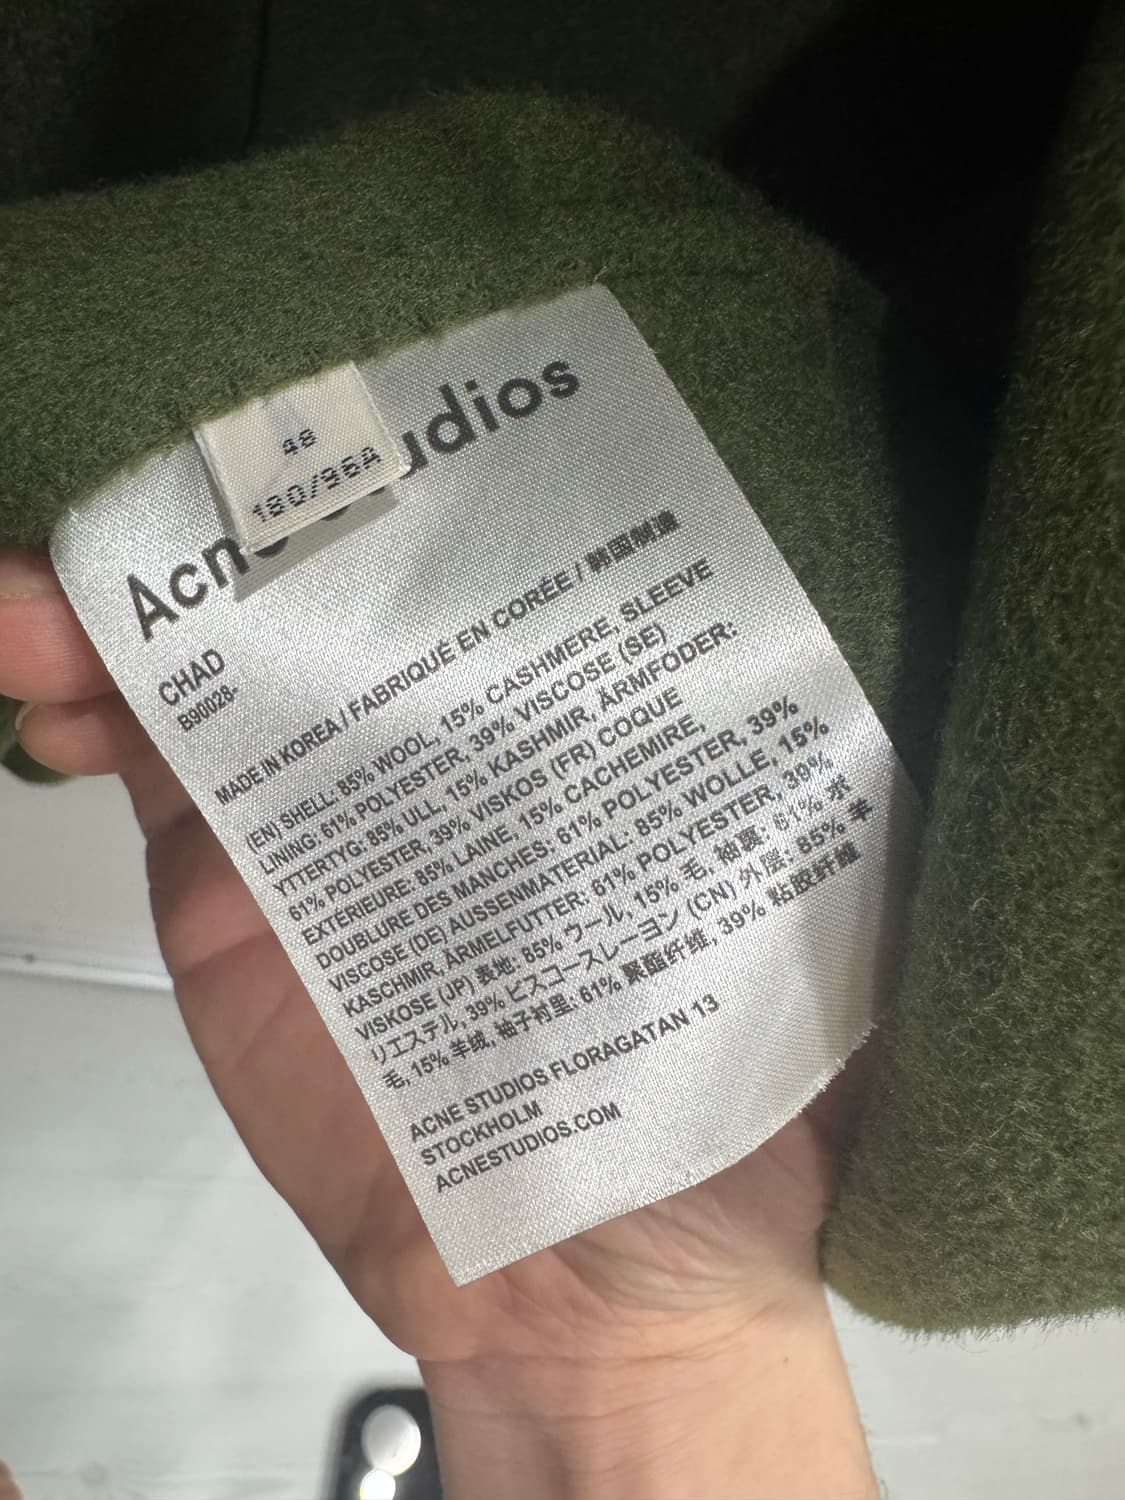 48
180/96A
Acne Studios
CHAD
B90028-
MADE IN KOREA / FABRIQUÉ EN CORÉE / 韩国制造
(EN) SHELL: 85% WOOL, 15% CASHMERE, SLEEVE
LINING: 61% POLYESTER, 39% VISCOSE (SE)
YTTERTYG: 85% ULL, 15% KASHMIR, ÄRMFODER:
61% POLYESTER, 39% VISKOS (FR) COQUE
EXTÉRIEURE: 85% LAINE, 15% CACHEMIRE,
DOUBLURE DES MANCHES: 61% POLYESTER, 39%
VISCOSE (DE) AUSSENMATERIAL: 85% WOLLE, 15%
KASCHMIR, ÄRMELFUTTER: 61% POLYESTER, 39%
VISKOSE (JP) 表地: 85% ウール, 15% 毛, 袖裏: 61% ポ
リエステル, 39% ビスコースレーヨン (CN) 外层: 85% 羊
毛, 15% 羊绒, 袖子衬里: 61% 聚酯纤维, 39% 粘胶纤维
ACNE STUDIOS FLORAGATAN 13
STOCKHOLM
ACNESTUDIOS.COM